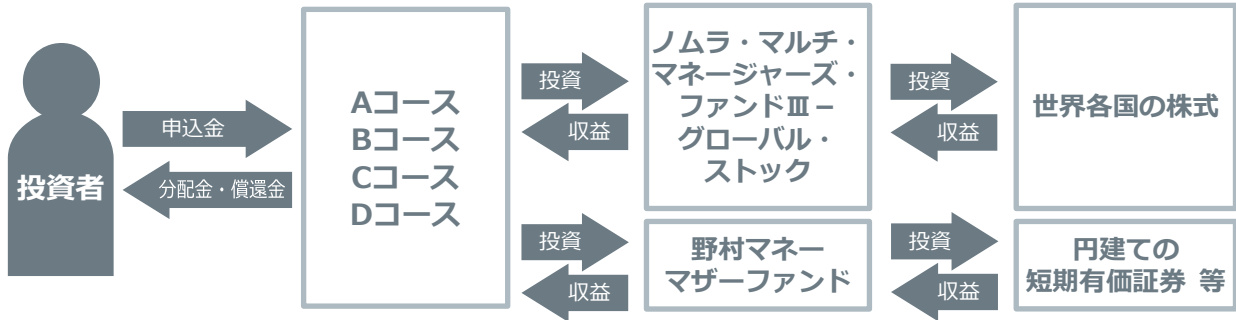 投資者
申込金
分配金・償還金
Aコース
Bコース
Cコース
Dコース
投資
収益
ノムラ・マルチ・
マネージャーズ・
ファンドⅢ－
グローバル・
ストック
投資
収益
世界各国の株式
投資
収益
野村マネー
マザーファンド
投資
収益
円建ての
短期有価証券 等